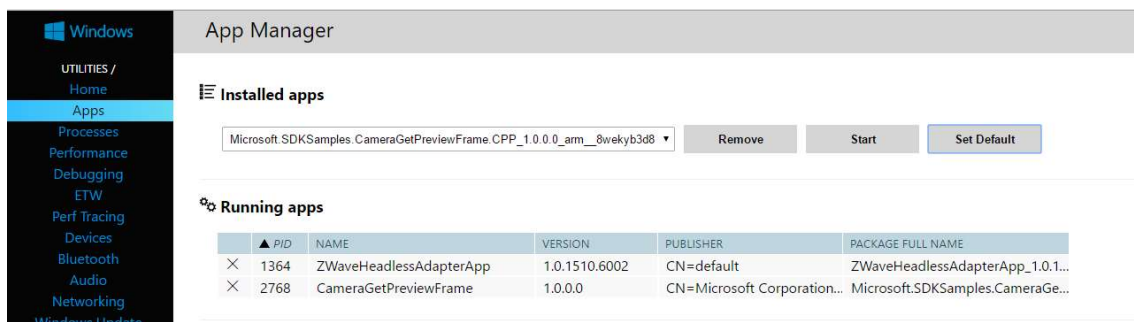 Windows
UTILITIES /
Home
Apps
Processes
Performance
Debugging
ETW
Perf Tracing
Devices
Bluetooth
Audio
Networking
Windows Update
App Manager
Installed apps
Microsoft.SDKSamples.CameraGetPreviewFrame.CPP_1.0.0.0_arm__8wekyb3d8 Remove Start Set Default
Running apps
PID NAME VERSION PUBLISHER PACKAGE FULL NAME
1364 ZWaveHeadlessAdapterApp 1.0.1510.6002 CN=default ZWaveHeadlessAdapterApp_1.0.1...
2768 CameraGetPreviewFrame 1.0.0.0 CN=Microsoft Corporation... Microsoft.SDKSamples.CameraGe...